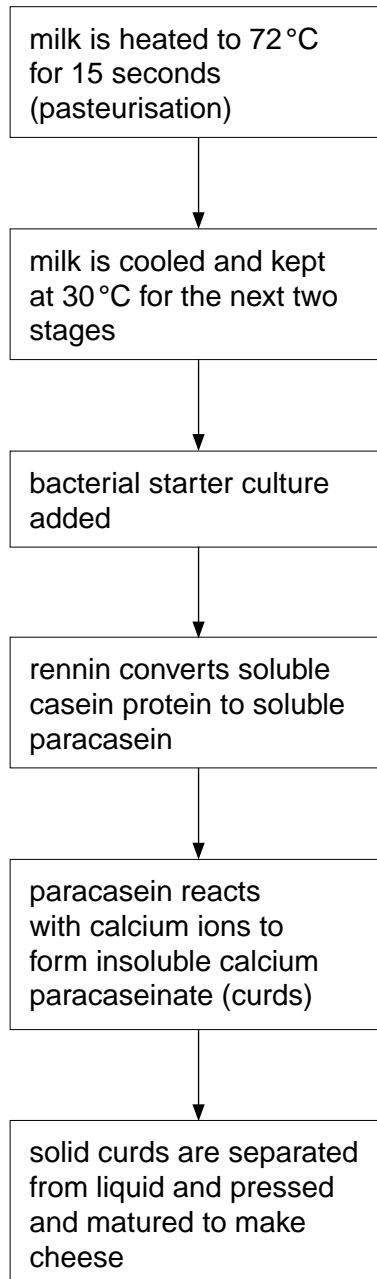 milk is heated to 72°C
for 15 seconds
(pasteurisation)
milk is cooled and kept
at 30°C for the next two
stages
bacterial starter culture
added
rennin converts soluble
casein protein to soluble
paracasein
paracasein reacts
with calcium ions to
form insoluble calcium
paracaseinate (curds)
solid curds are separated
from liquid and pressed
and matured to make
cheese